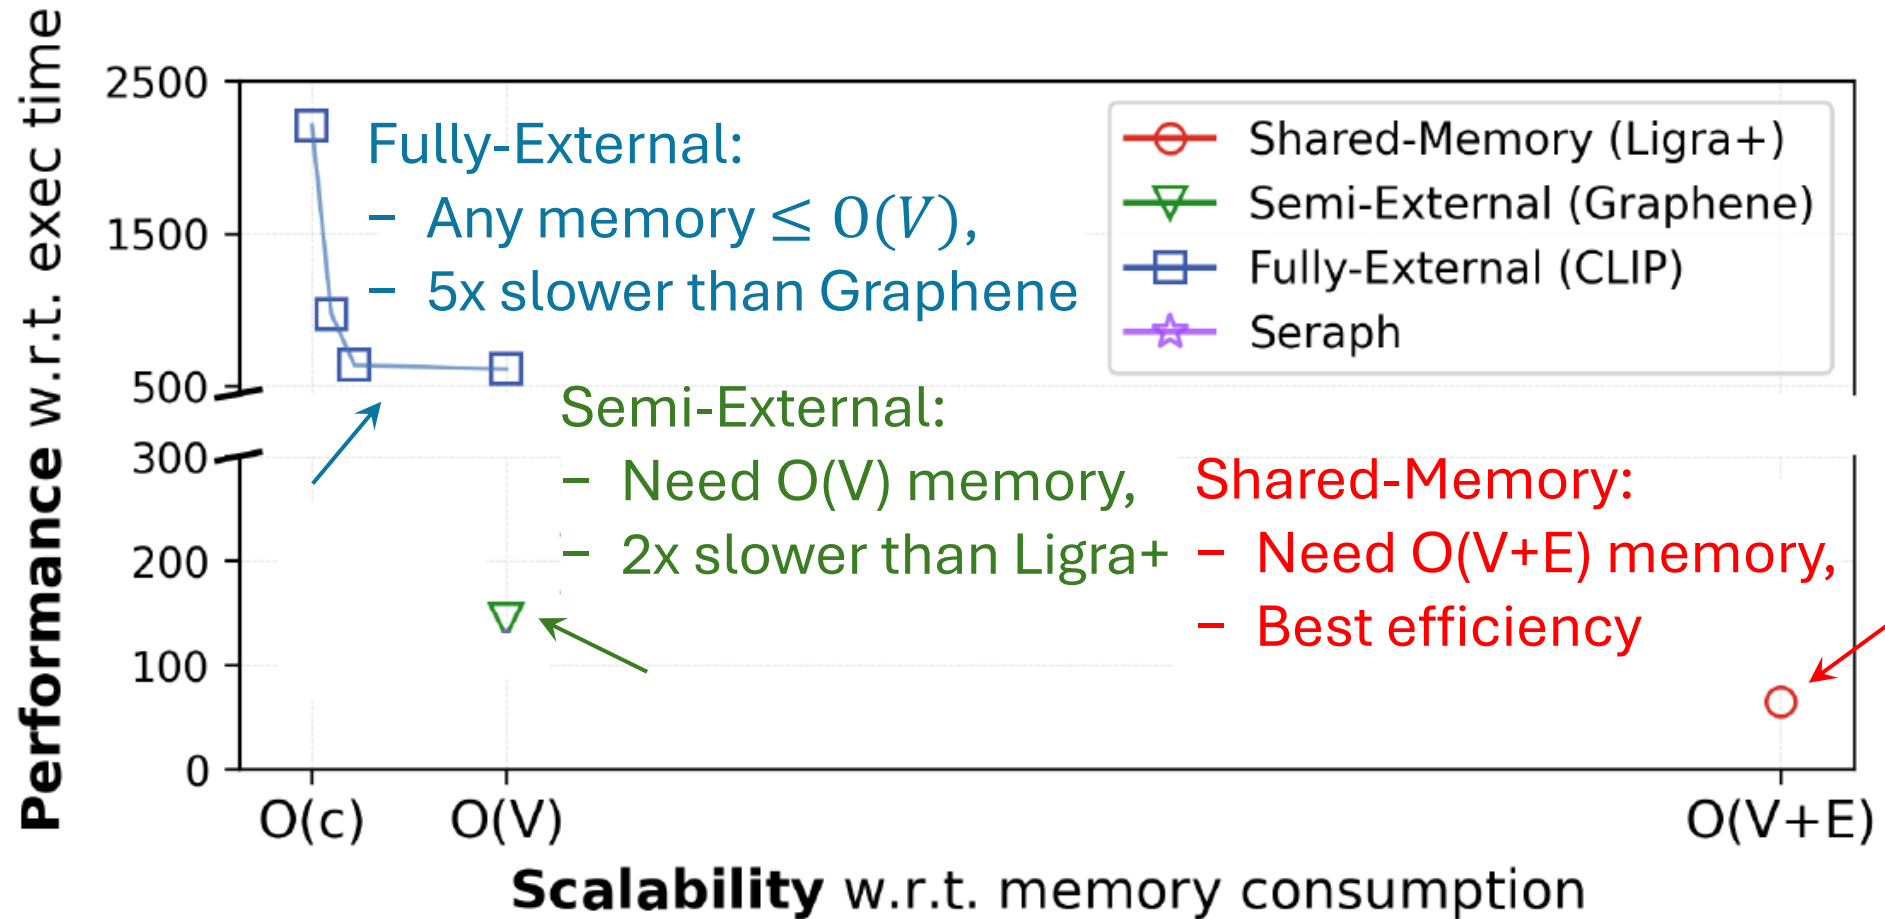 Performance w.r.t. exec time
2500
1500
500
300
200
100
0
Fully-External:
– Any memory ≤ O(V),
– 5x slower than Graphene
Shared-Memory (Ligra+)
Semi-External (Graphene)
Fully-External (CLIP)
Seraph
Semi-External:
– Need O(V) memory,
– 2x slower than Ligra+
Shared-Memory:
– Need O(V+E) memory,
– Best efficiency
O(c)
O(V)
O(V+E)
Scalability w.r.t. memory consumption